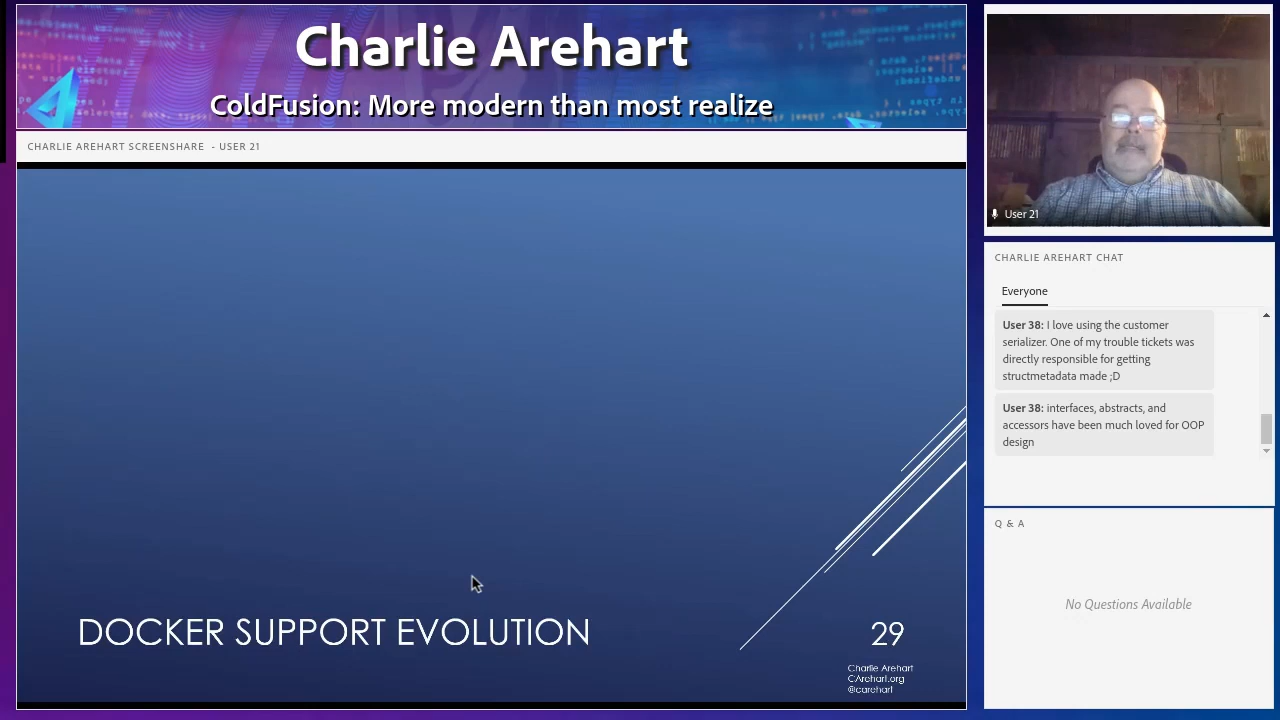 Charlie Arehart
ColdFusion: More modern than most realize
CHARLIE AREHART SCREENSHARE - USER 21
DOCKER SUPPORT EVOLUTION
29
Charlie Arehart
CArehart.org
@carehart
User 21
CHARLIE AREHART CHAT
Everyone
User 38: I love using the customer
serializer. One of my trouble tickets was
directly responsible for getting
structmetadata made ;D
User 38: interfaces, abstracts, and
accessors have been much loved for OOP
design
Q & A
No Questions Available